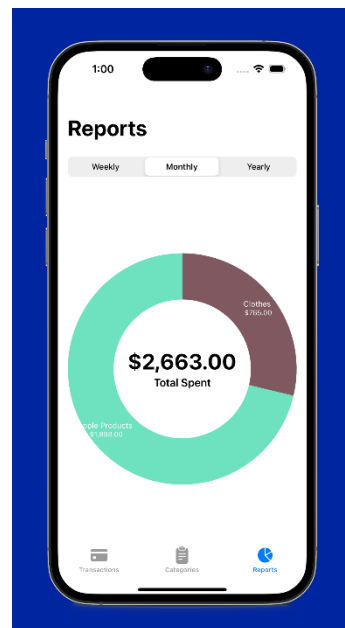 1:00
Reports
Weekly Monthly Yearly
Clothes
$765.00
$2,663.00
Total Spent
ple Products
$1,898.00
Transactions Categories Reports